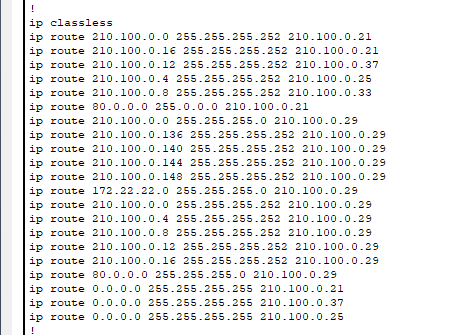 !
ip classless
ip route 210.100.0.0 255.255.255.252 210.100.0.21
ip route 210.100.0.16 255.255.255.252 210.100.0.21
ip route 210.100.0.12 255.255.255.252 210.100.0.37
ip route 210.100.0.4 255.255.255.252 210.100.0.25
ip route 210.100.0.8 255.255.255.252 210.100.0.33
ip route 80.0.0.0 255.0.0.0 210.100.0.21
ip route 210.100.0.0 255.255.255.0 210.100.0.29
ip route 210.100.0.136 255.255.255.252 210.100.0.29
ip route 210.100.0.140 255.255.255.252 210.100.0.29
ip route 210.100.0.144 255.255.255.252 210.100.0.29
ip route 210.100.0.148 255.255.255.252 210.100.0.29
ip route 172.22.22.0 255.255.255.0 210.100.0.29
ip route 210.100.0.0 255.255.255.252 210.100.0.29
ip route 210.100.0.4 255.255.255.252 210.100.0.29
ip route 210.100.0.8 255.255.255.252 210.100.0.29
ip route 210.100.0.12 255.255.255.252 210.100.0.29
ip route 210.100.0.16 255.255.255.252 210.100.0.29
ip route 80.0.0.0 255.255.255.0 210.100.0.29
ip route 0.0.0.0 255.255.255.255 210.100.0.21
ip route 0.0.0.0 255.255.255.255 210.100.0.37
ip route 0.0.0.0 255.255.255.255 210.100.0.25
!